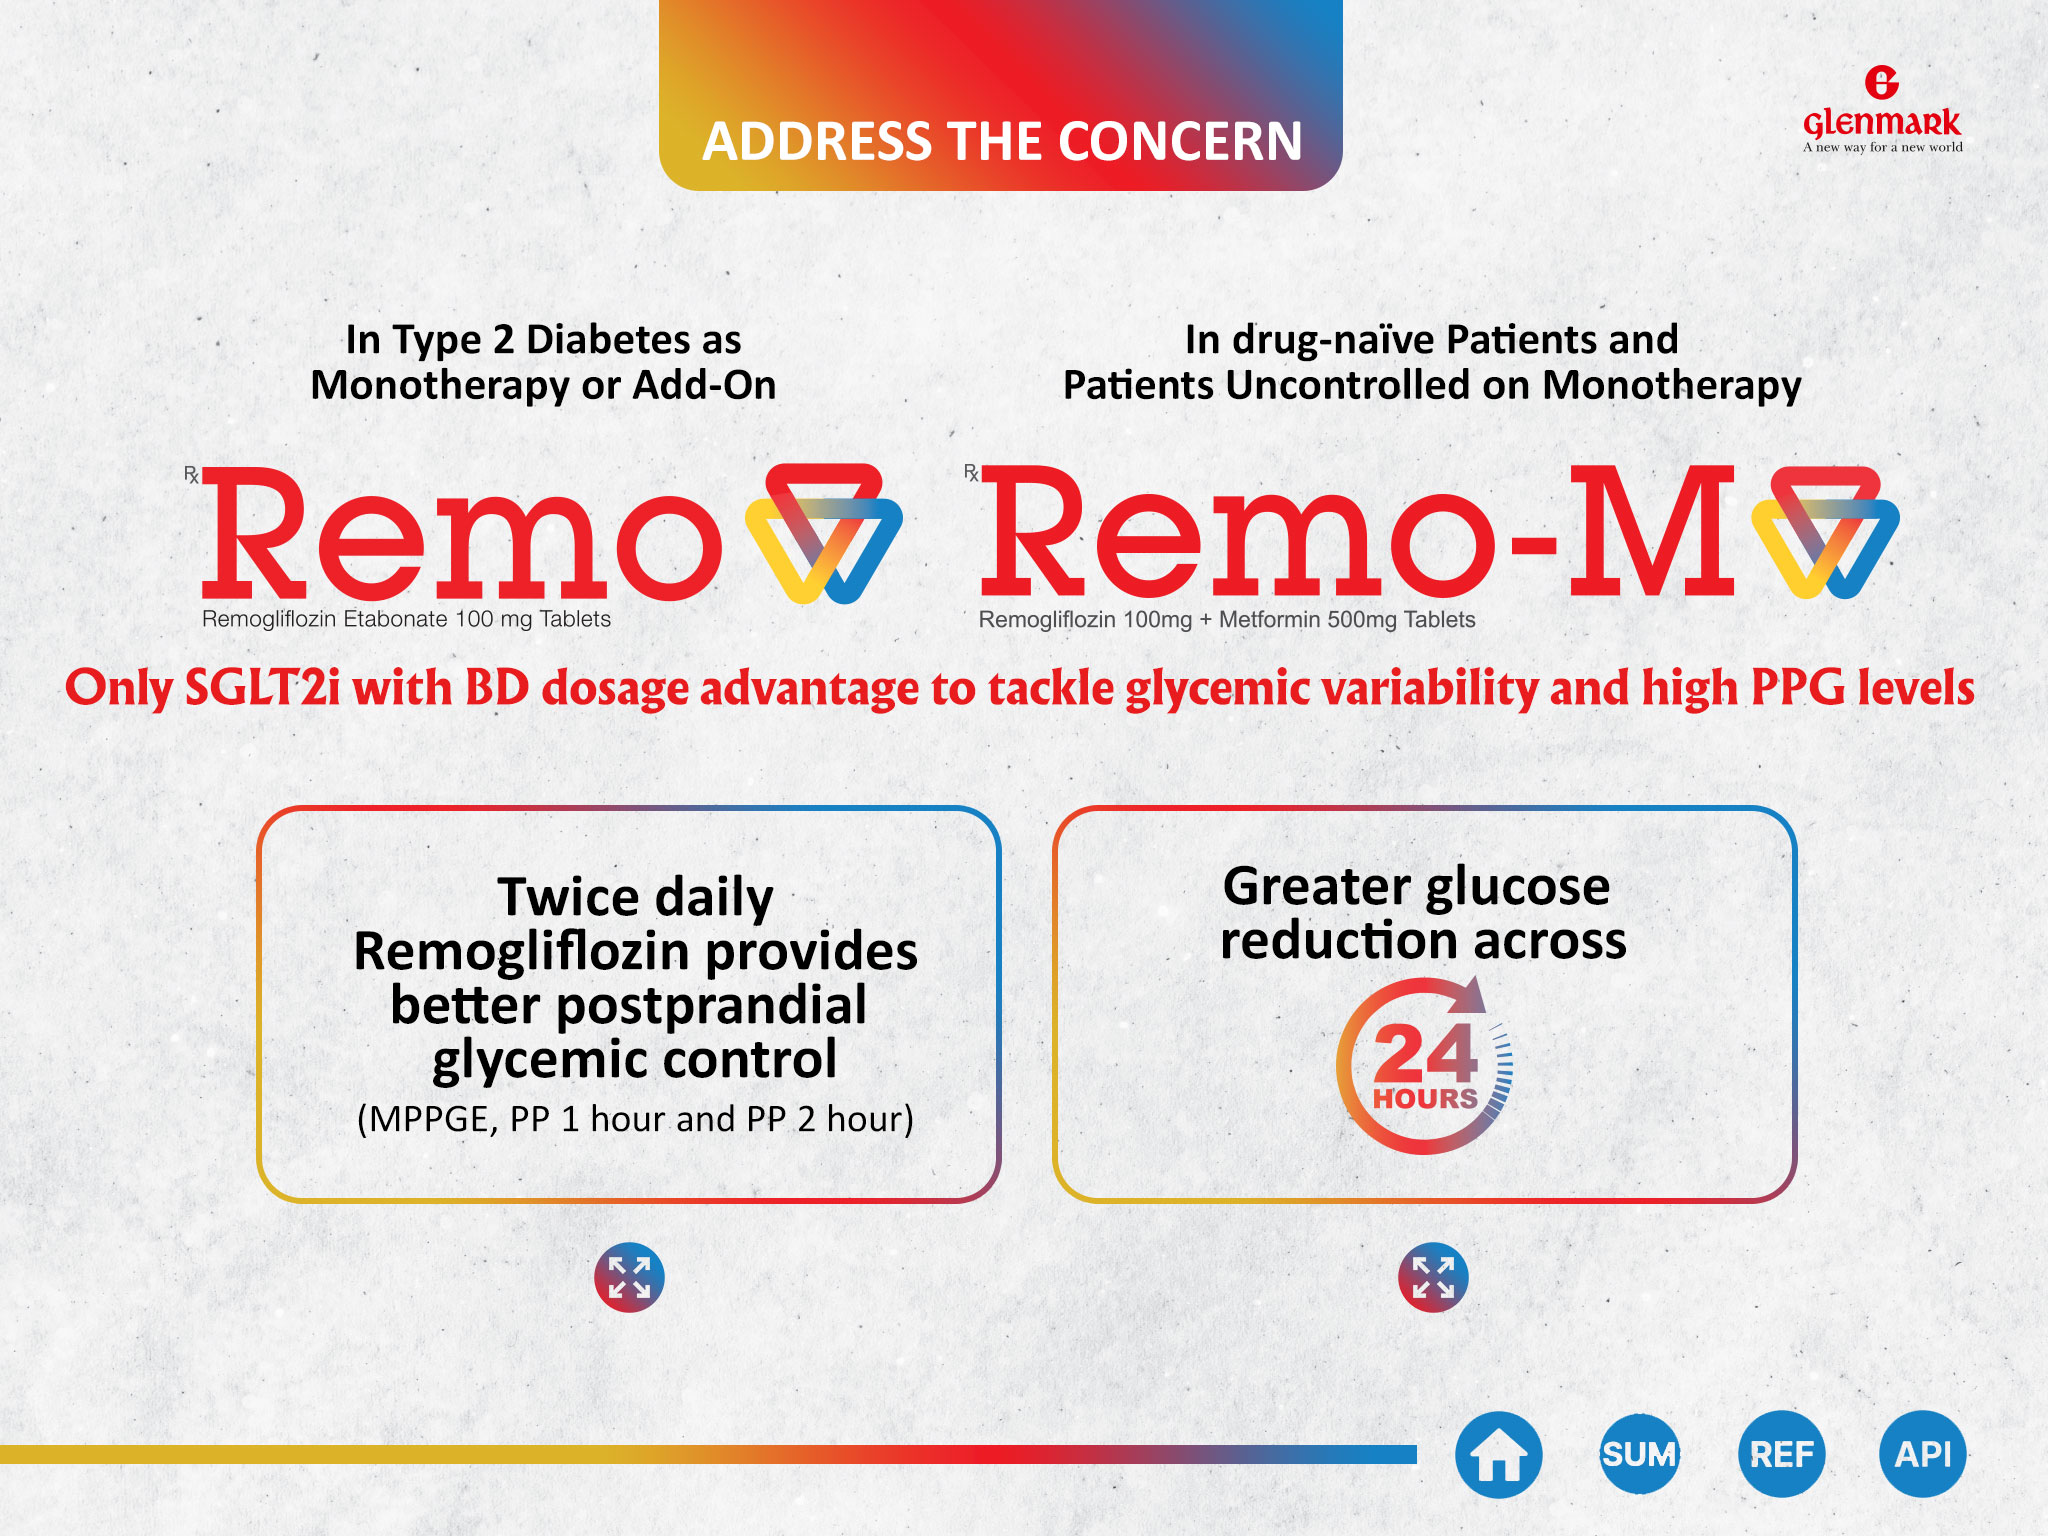 ADDRESS THE CONCERN
glenmark
A new way for a new world
In Type 2 Diabetes as
Monotherapy or Add-On
Rx Remo
Remogliflozin Etabonate 100 mg Tablets
In drug-naïve Patients and
Patients Uncontrolled on Monotherapy
Rx Remo-M
Remogliflozin 100mg + Metformin 500mg Tablets
Only SGLT2i with BD dosage advantage to tackle glycemic variability and high PPG levels
Twice daily
Remogliflozin provides
better postprandial
glycemic control
(MPPGE, PP 1 hour and PP 2 hour)
Greater glucose
reduction across
24
HOURS
SUM
REF
API